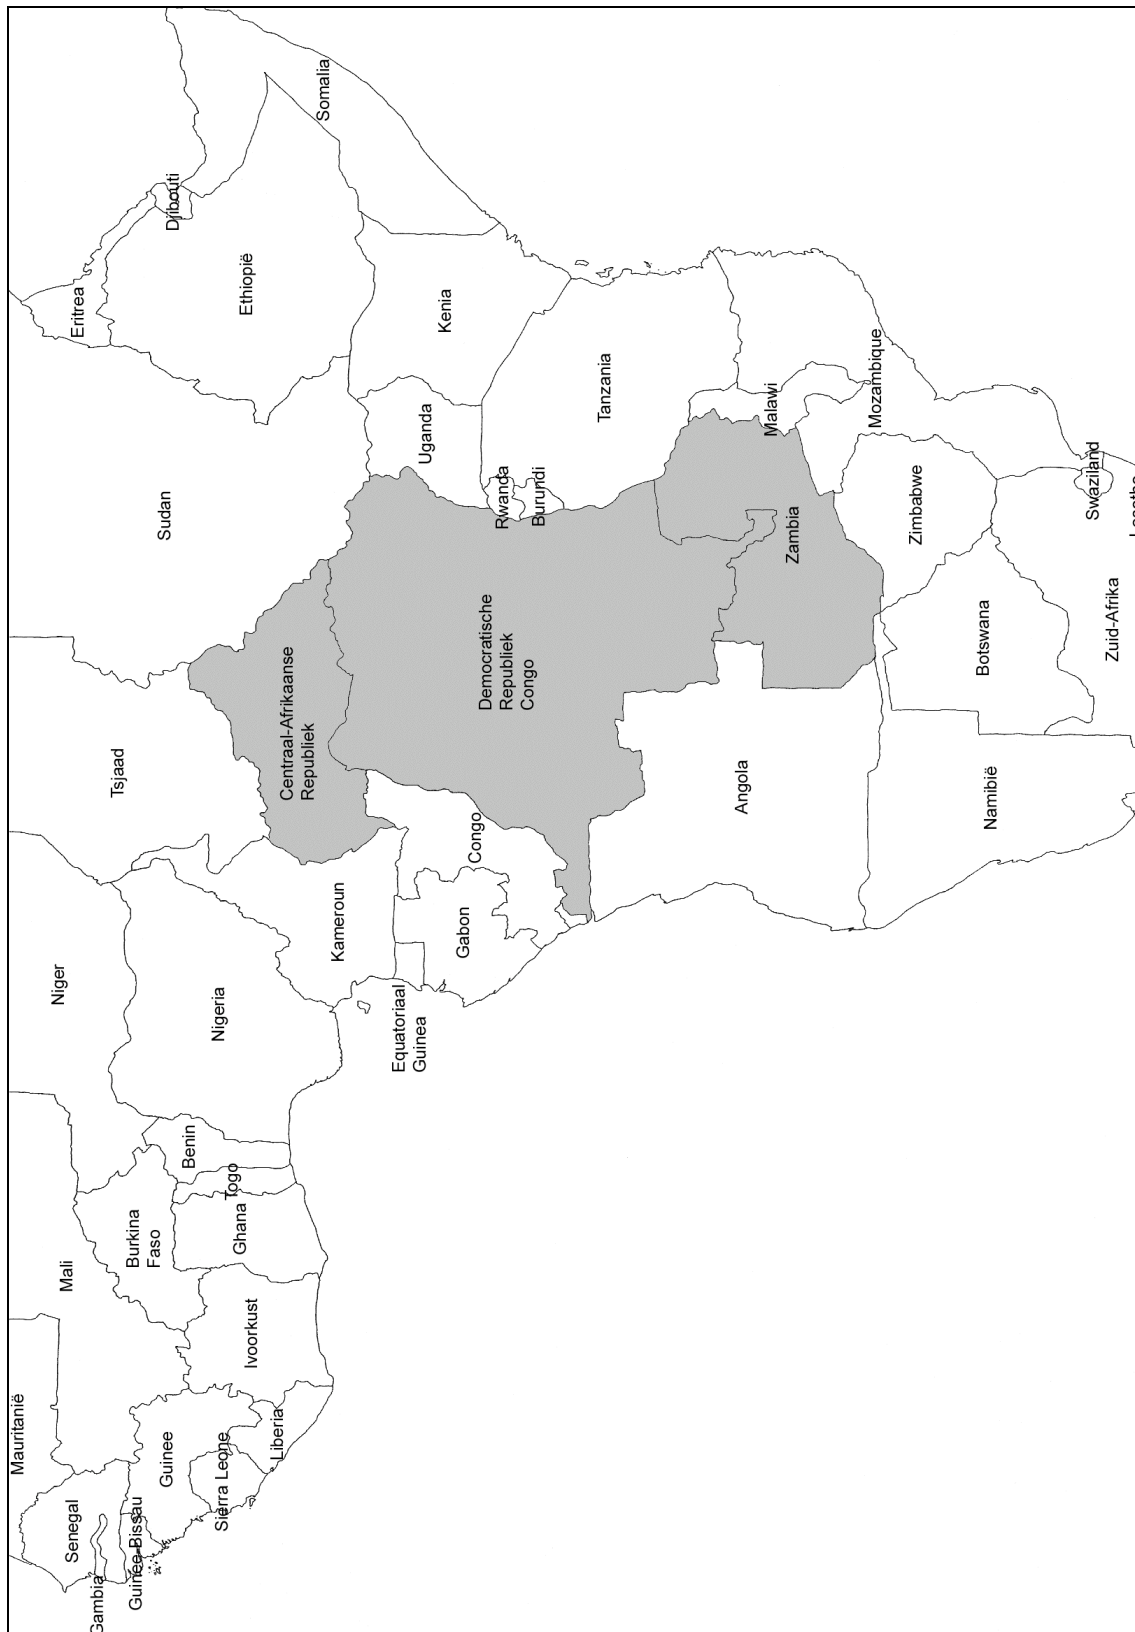 Mauritanië
Mali
Niger
Tsjaad
Sudan
Eritrea
Djibouti
Somalia
Ethiopië
Senegal
Gambia
Guinee-Bissau
Guinee
Sierra Leone
Liberia
Ivoorkust
Burkina
Faso
Ghana
Togo
Benin
Nigeria
Kameroun
Centraal-Afrikaanse
Republiek
Equatoriaal
Guinea
Gabon
Congo
Democratische
Republiek
Congo
Uganda
Kenia
Rwanda
Burundi
Tanzania
Angola
Zambia
Malawi
Mozambique
Zimbabwe
Botswana
Namibië
Zuid-Afrika
Swaziland